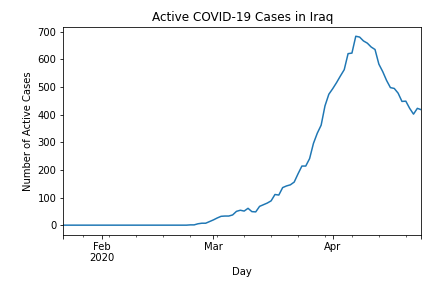 Active COVID-19 Cases in Iraq
Number of Active Cases
700
600
500
400
300
200
100
0
Feb
2020
Mar
Apr
Day